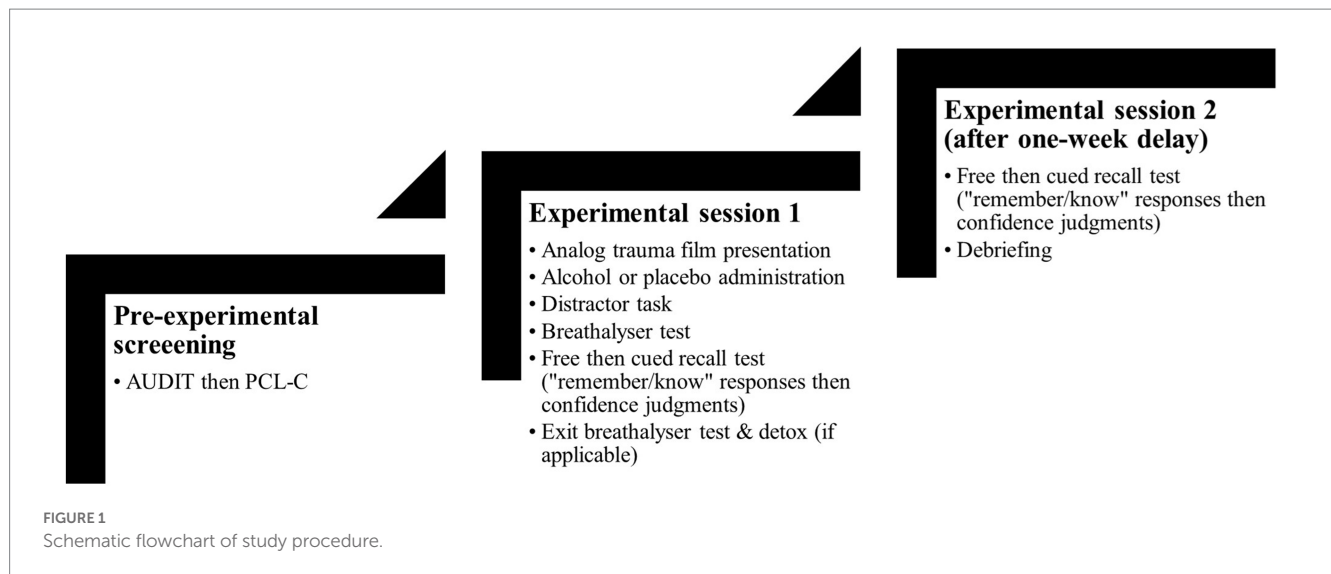 Pre-experimental
screeening
• AUDIT then PCL-C
Experimental session 1
• Analog trauma film presentation
• Alcohol or placebo administration
• Distractor task
• Breathalyser test
• Free then cued recall test
("remember/know" responses then
confidence judgments)
• Exit breathalyser test & detox (if
applicable)
Experimental session 2
(after one-week delay)
• Free then cued recall test
("remember/know" responses then
confidence judgments)
• Debriefing
FIGURE 1
Schematic flowchart of study procedure.